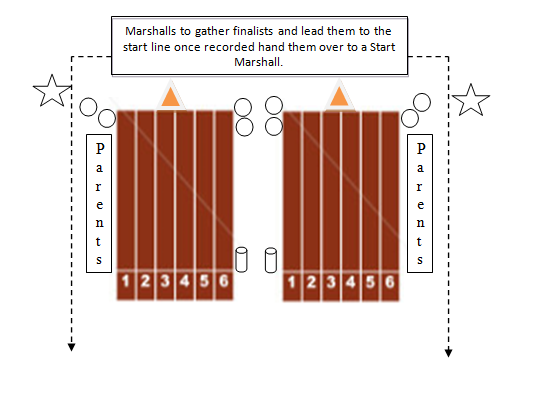 Marshalls to gather finalists and lead them to the
start line once recorded hand them over to a Start
Marshall.
P
a
r
e
n
t
s
P
a
r
e
n
t
s
1 2 3 4 5 6
1 2 3 4 5 6